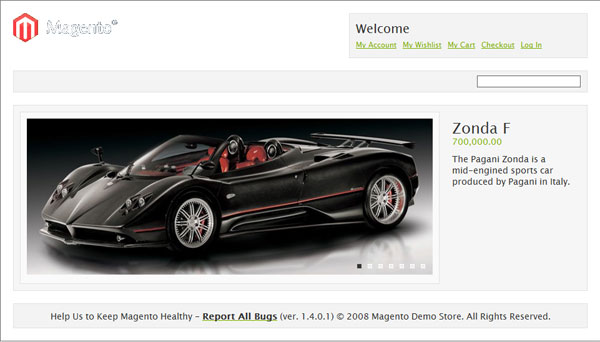 Magento®
Welcome
My Account My Wishlist My Cart Checkout Log In
Zonda F
700,000.00
The Pagani Zonda is a
mid-engined sports car
produced by Pagani in Italy.
Help Us to Keep Magento Healthy - Report All Bugs (ver. 1.4.0.1) © 2008 Magento Demo Store. All Rights Reserved.